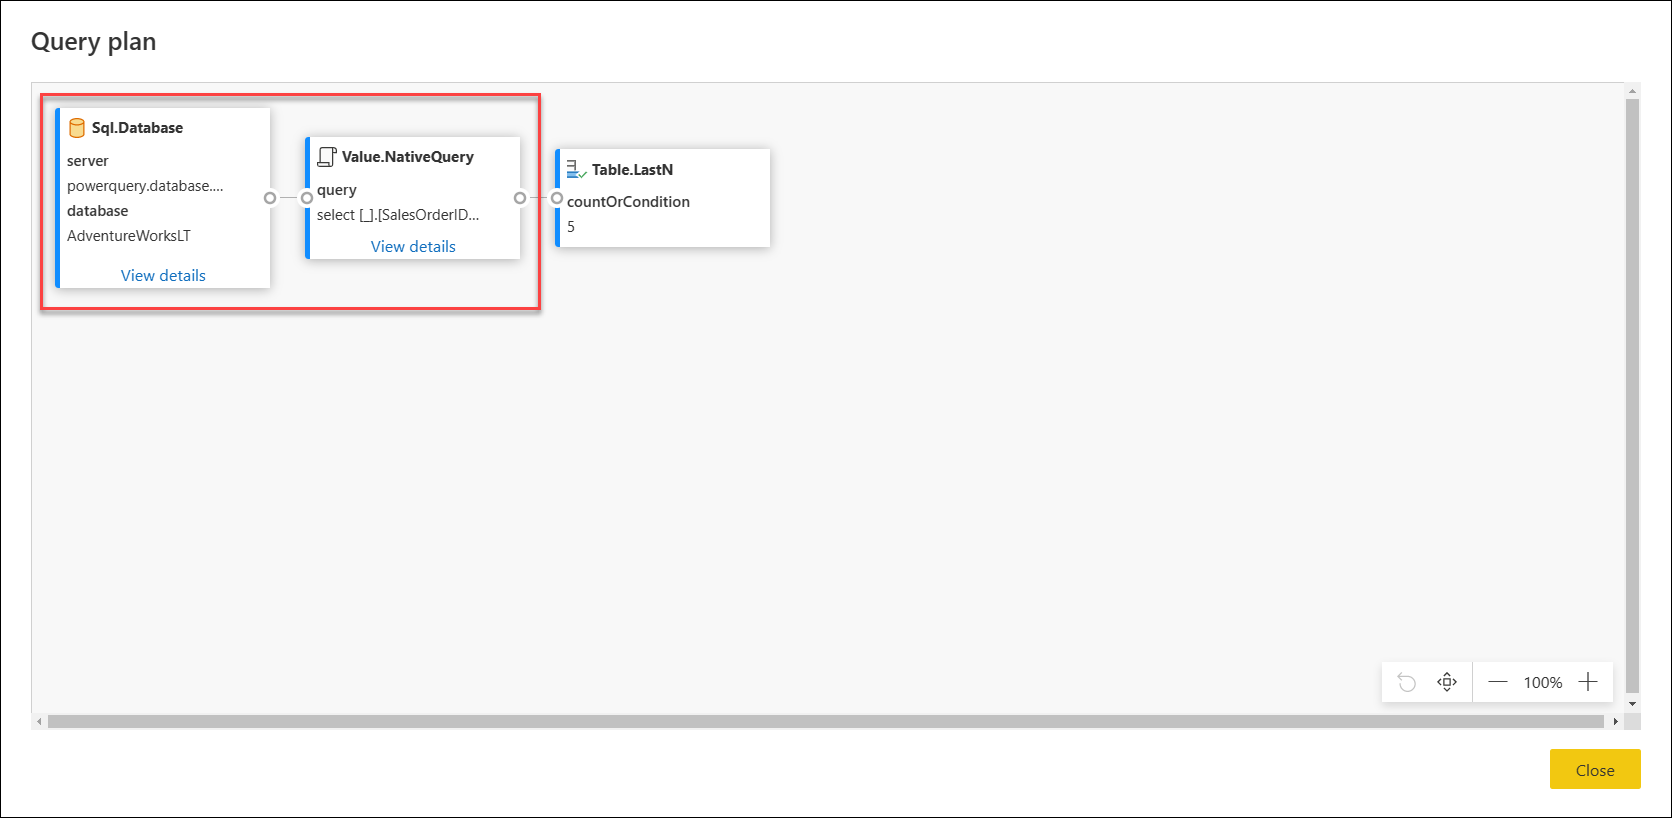 Query plan
Sql.Database
server
powerquery.database....
database
AdventureWorksLT
View details
Value.NativeQuery
query
select [_].[SalesOrderID...
View details
Table.LastN
countOrCondition
5
100%
Close